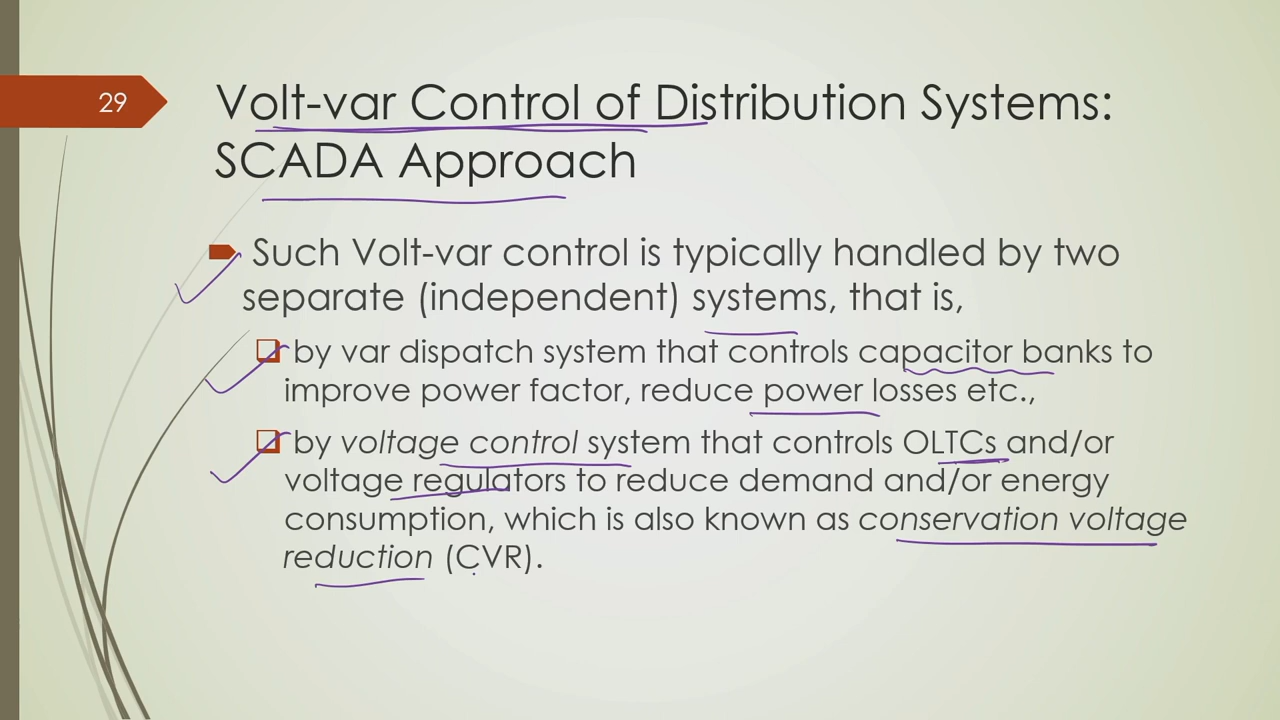 29
Volt-var Control of Distribution Systems:
SCADA Approach
Such Volt-var control is typically handled by two
separate (independent) systems, that is,
by var dispatch system that controls capacitor banks to
improve power factor, reduce power losses etc.,
by voltage control system that controls OLTCs and/or
voltage regulators to reduce demand and/or energy
consumption, which is also known as conservation voltage
reduction (CVR).